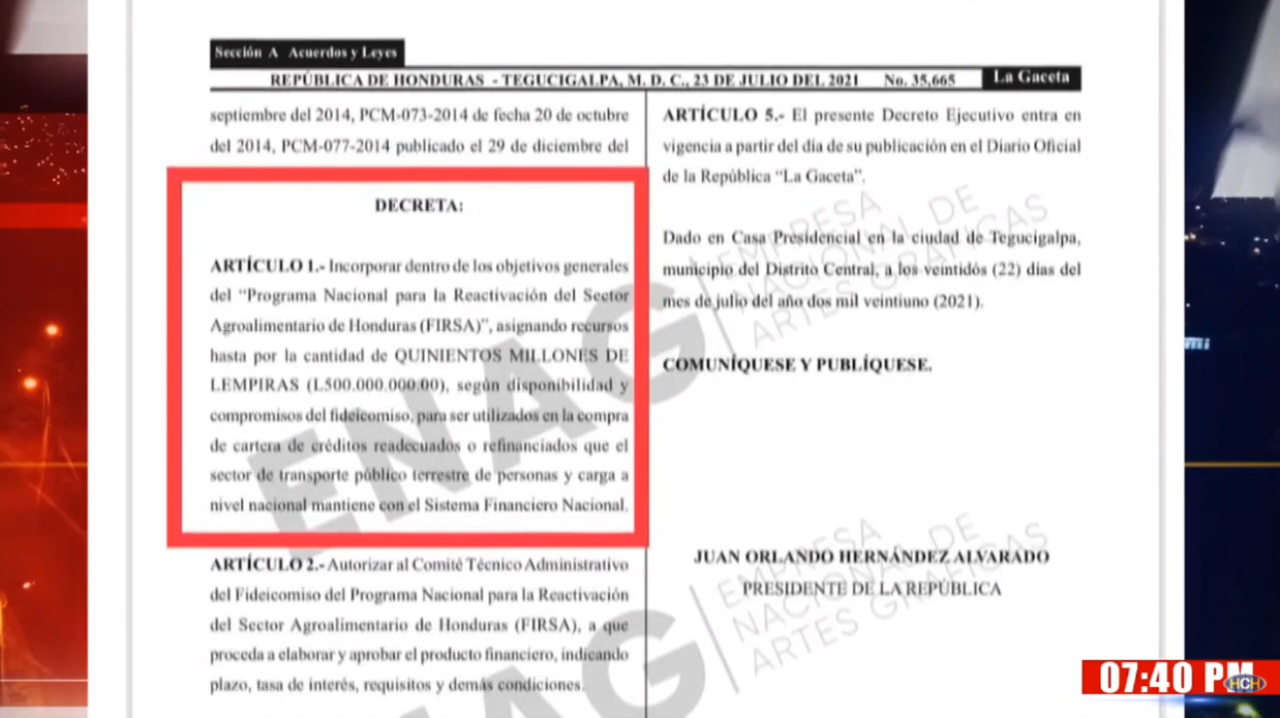 Sección A Acuerdos y Leyes
REPÚBLICA DE HONDURAS - TEGUCIGALPA, M. D. C., 23 DE JULIO DEL 2021 No. 35,665 La Gaceta
septiembre del 2014, PCM-073-2014 de fecha 20 de octubre
del 2014, PCM-077-2014 publicado el 29 de diciembre del
DECRETA:
ARTÍCULO 1.- Incorporar dentro de los objetivos generales
del “Programa Nacional para la Reactivación del Sector
Agroalimentario de Honduras (FIRSA)”, asignando recursos
hasta por la cantidad de QUINIENTOS MILLONES DE
LEMPIRAS (L500.000.000.00), según disponibilidad y
compromisos del fideicomiso, para ser utilizados en la compra
de cartera de créditos readecuados o refinanciados que el
sector de transporte público terrestre de personas y carga a
nivel nacional mantiene con el Sistema Financiero Nacional.
ARTÍCULO 2.- Autorizar al Comité Técnico Administrativo
del Fideicomiso del Programa Nacional para la Reactivación
del Sector Agroalimentario de Honduras (FIRSA), a que
proceda a elaborar y aprobar el producto financiero, indicando
plazo, tasa de interés, requisitos y demás condiciones.
ARTÍCULO 5.- El presente Decreto Ejecutivo entra en
vigencia a partir del día de su publicación en el Diario Oficial
de la República “La Gaceta”.
Dado en Casa Presidencial en la ciudad de Tegucigalpa,
municipio del Distrito Central, a los veintidós (22) días del
mes de julio del año dos mil veintiuno (2021).
COMUNÍQUESE Y PUBLÍQUESE.
JUAN ORLANDO HERNÁNDEZ ALVARADO
PRESIDENTE DE LA REPÚBLICA
ENAG
EMPRESA
NACIONAL DE
ARTES GRAFICAS
ENAG
EMPRESA
NACIONAL DE
ARTES GRAFICAS
07:40 PM
HCH